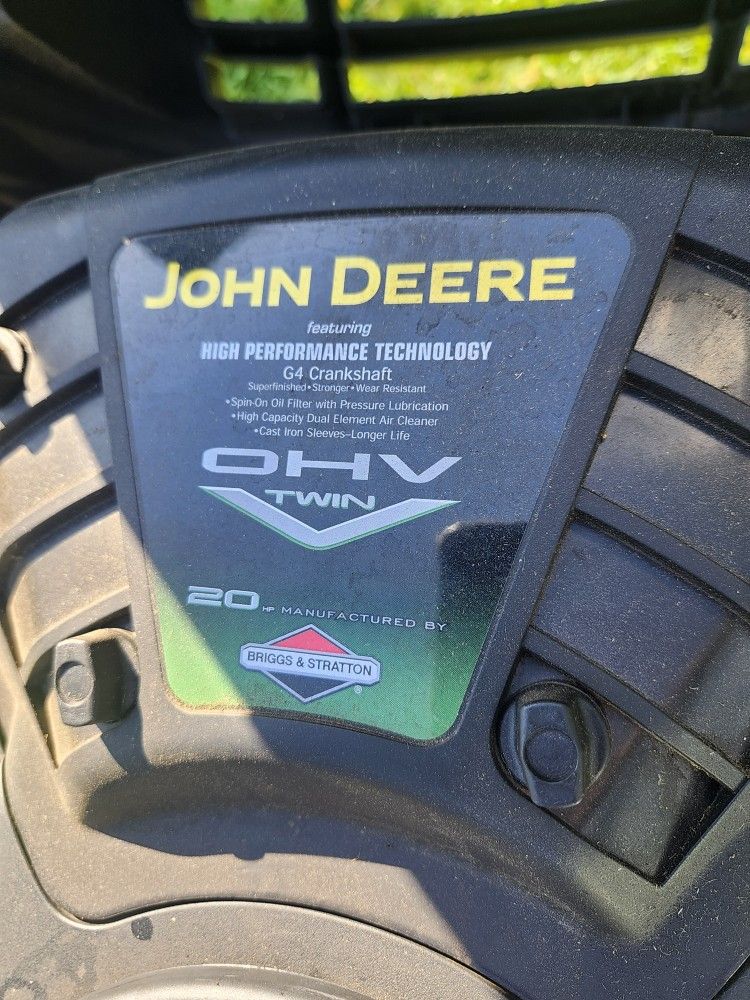 JOHN DEERE
featuring
HIGH PERFORMANCE TECHNOLOGY
G4 Crankshaft
Superfinished•Stronger•Wear Resistant
•Spin-On Oil Filter with Pressure Lubrication
•High Capacity Dual Element Air Cleaner
•Cast Iron Sleeves–Longer Life
OHV
TWIN
20 HP MANUFACTURED BY
BRIGGS & STRATTON
®